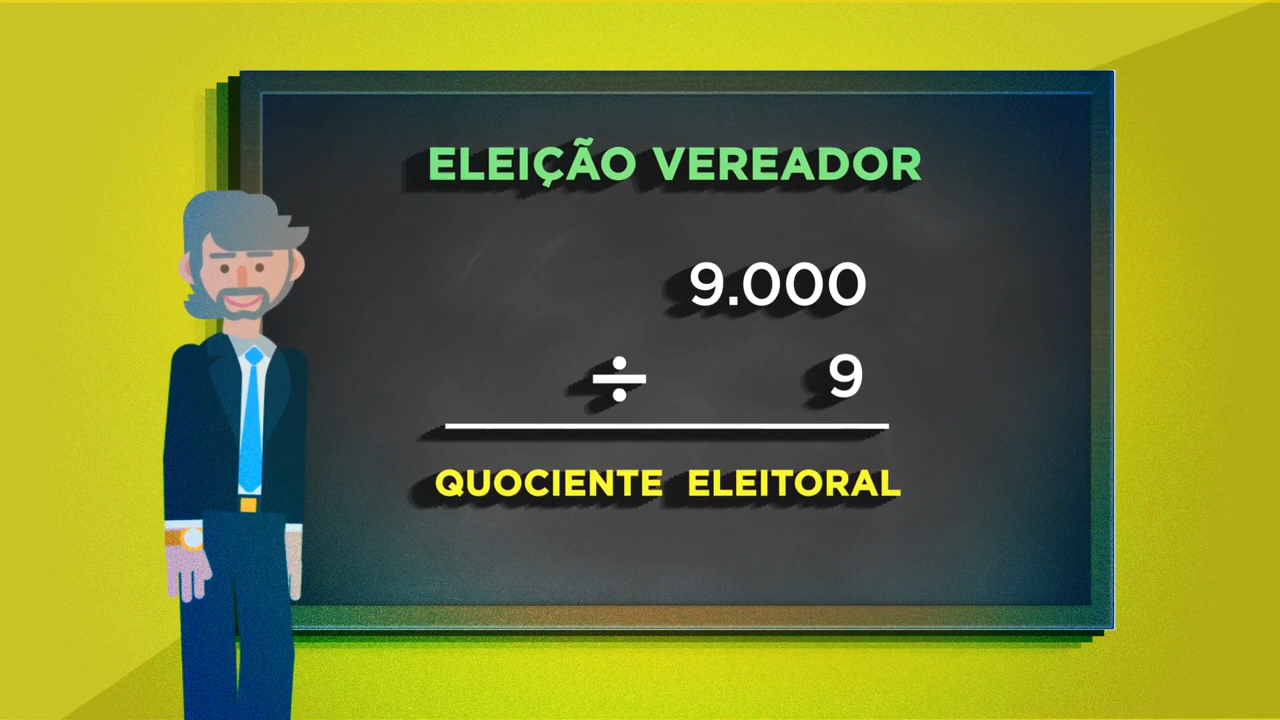 ELEIÇÃO VEREADOR
9.000
÷ 9
QUOCIENTE ELEITORAL